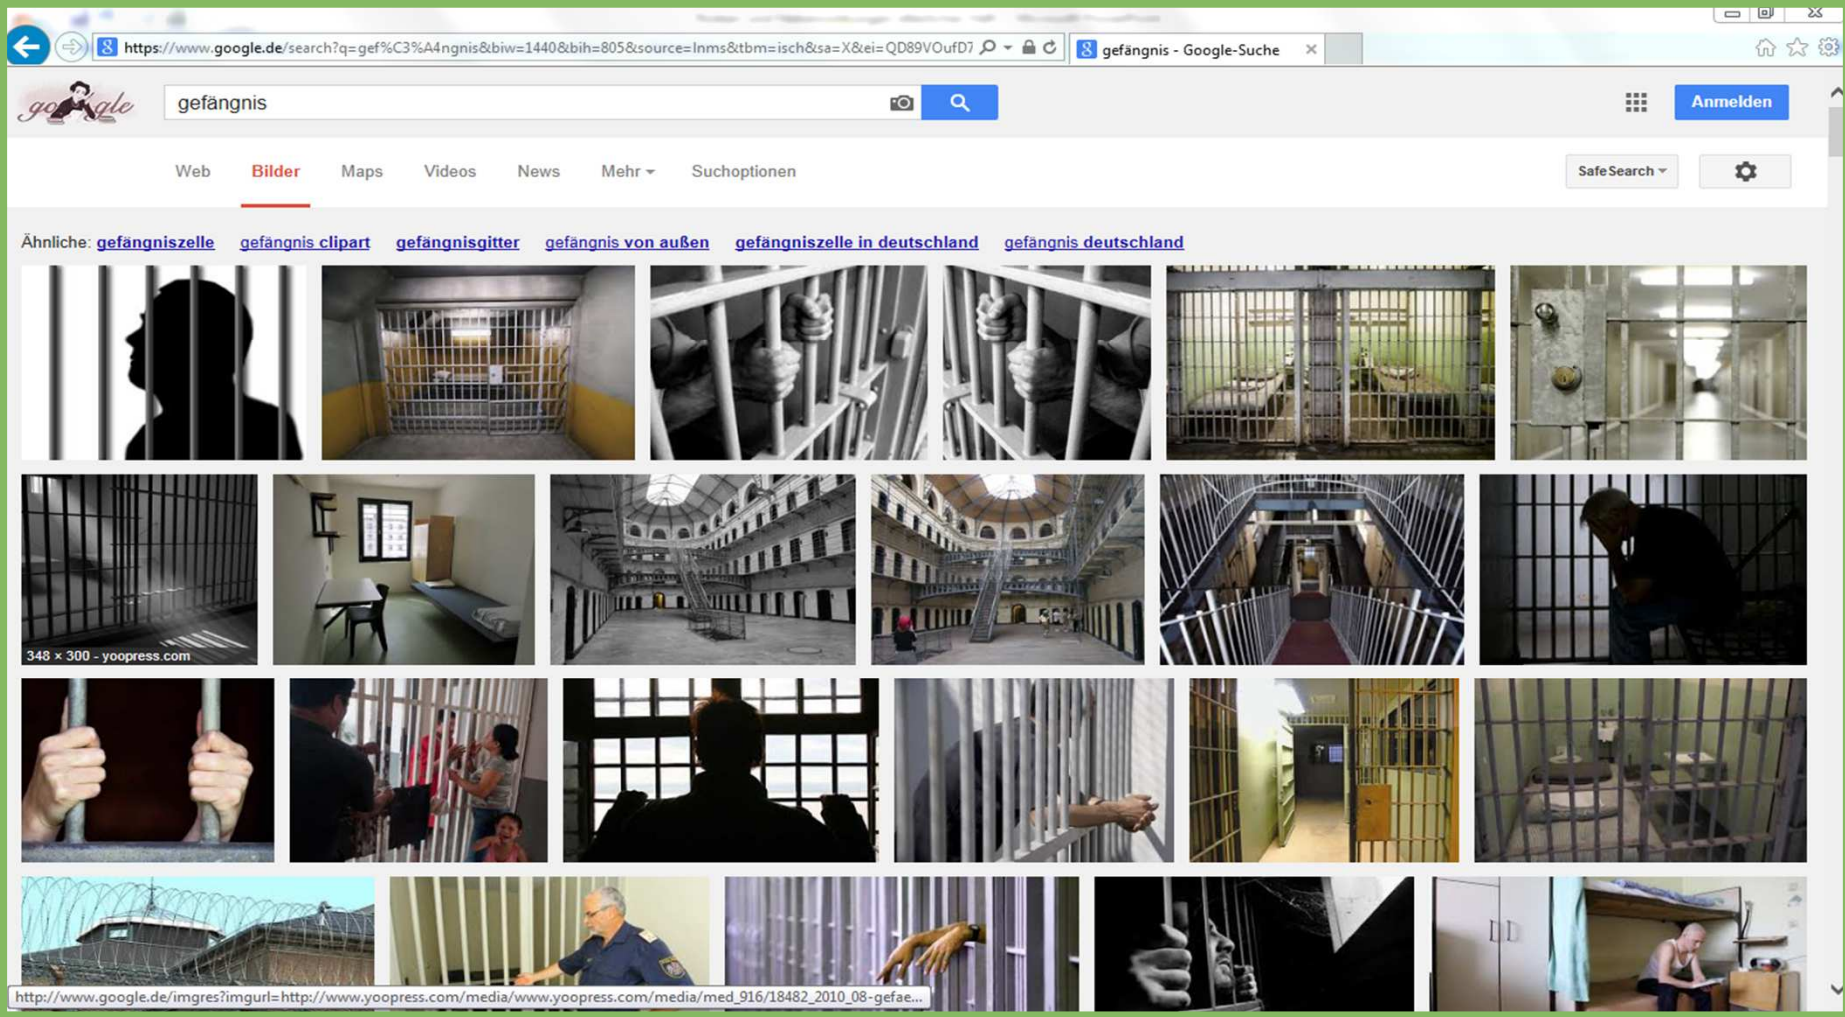 https://www.google.de/search?q=gef%C3%A4ngnis&biw=1440&bih=805&source=lnms&tbm=isch&sa=X&ei=QD89VOufD7
gefängnis - Google-Suche
google
gefängnis
Anmelden
Web Bilder Maps Videos News Mehr Suchoptionen
SafeSearch
Ähnliche: gefängniszelle gefängnis clipart gefängnisgitter gefängnis von außen gefängniszelle in deutschland gefängnis deutschland
348 × 300 - yoopress.com
http://www.google.de/imgres?imgurl=http://www.yoopress.com/media/www.yoopress.com/media/med_916/18482_2010_08-gefae...